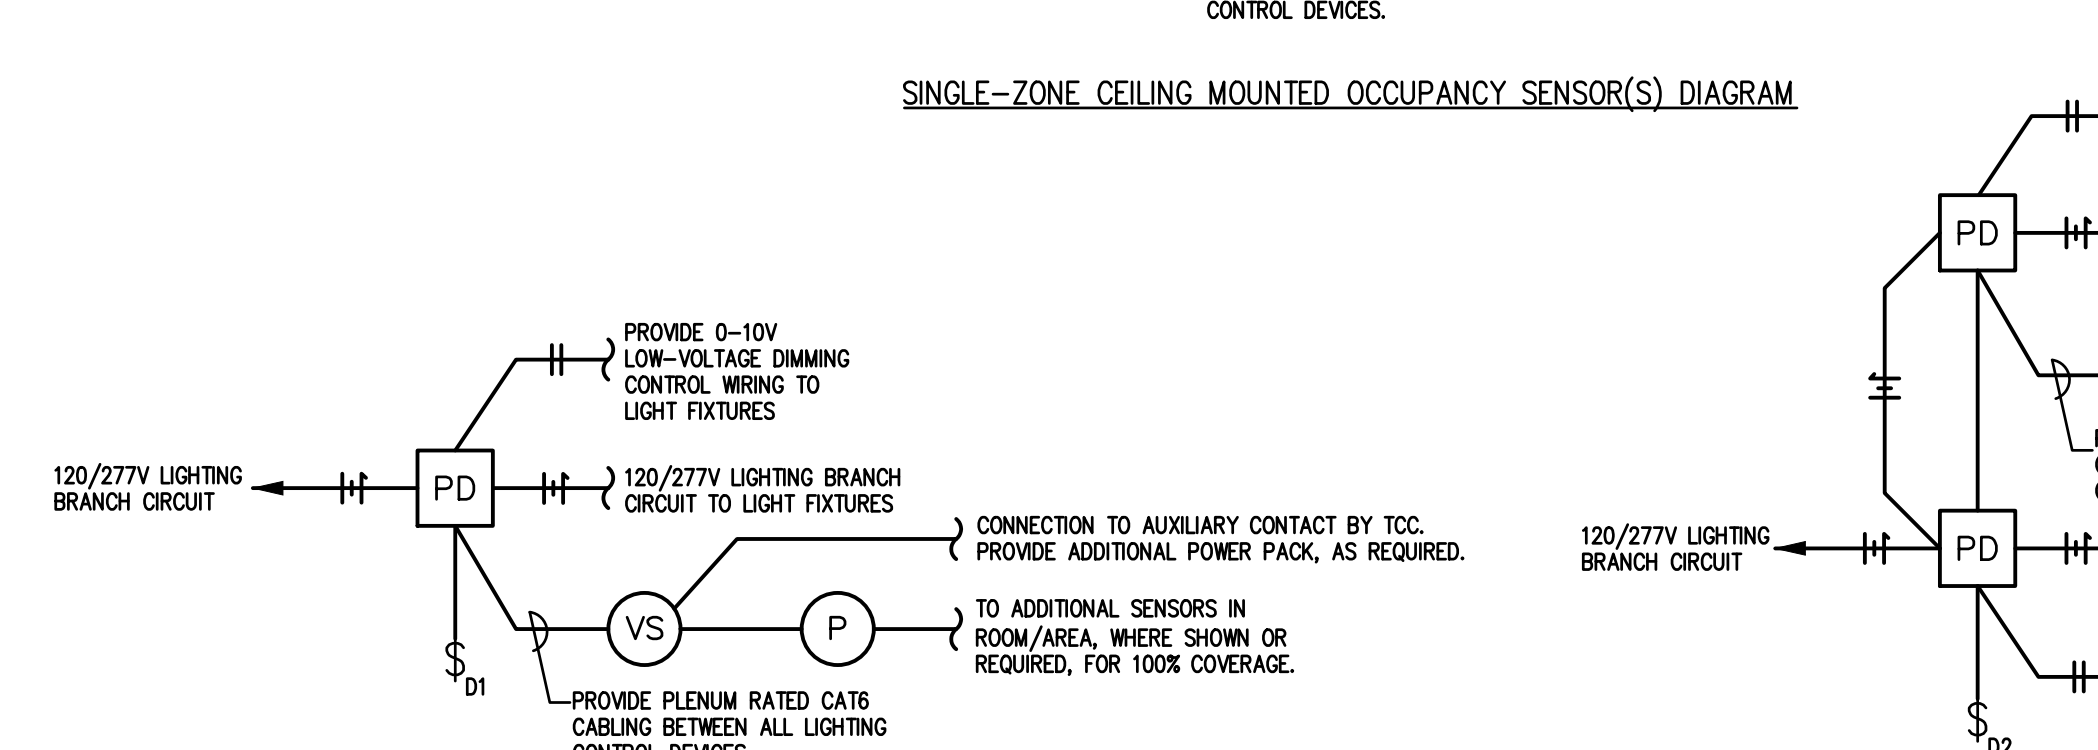 CONTROL DEVICES.
SINGLE-ZONE CEILING MOUNTED OCCUPANCY SENSOR(S) DIAGRAM
PROVIDE 0-10V
LOW-VOLTAGE DIMMING
CONTROL WIRING TO
LIGHT FIXTURES
120/277V LIGHTING
BRANCH CIRCUIT
PD
120/277V LIGHTING BRANCH
CIRCUIT TO LIGHT FIXTURES
CONNECTION TO AUXILIARY CONTACT BY TCC.
PROVIDE ADDITIONAL POWER PACK, AS REQUIRED.
VS
P
TO ADDITIONAL SENSORS IN
ROOM/AREA, WHERE SHOWN OR
REQUIRED, FOR 100% COVERAGE.
$D1
PROVIDE PLENUM RATED CAT6
CABLING BETWEEN ALL LIGHTING
CONTROL DEVICES
PD
120/277V LIGHTING
BRANCH CIRCUIT
PD
$D2